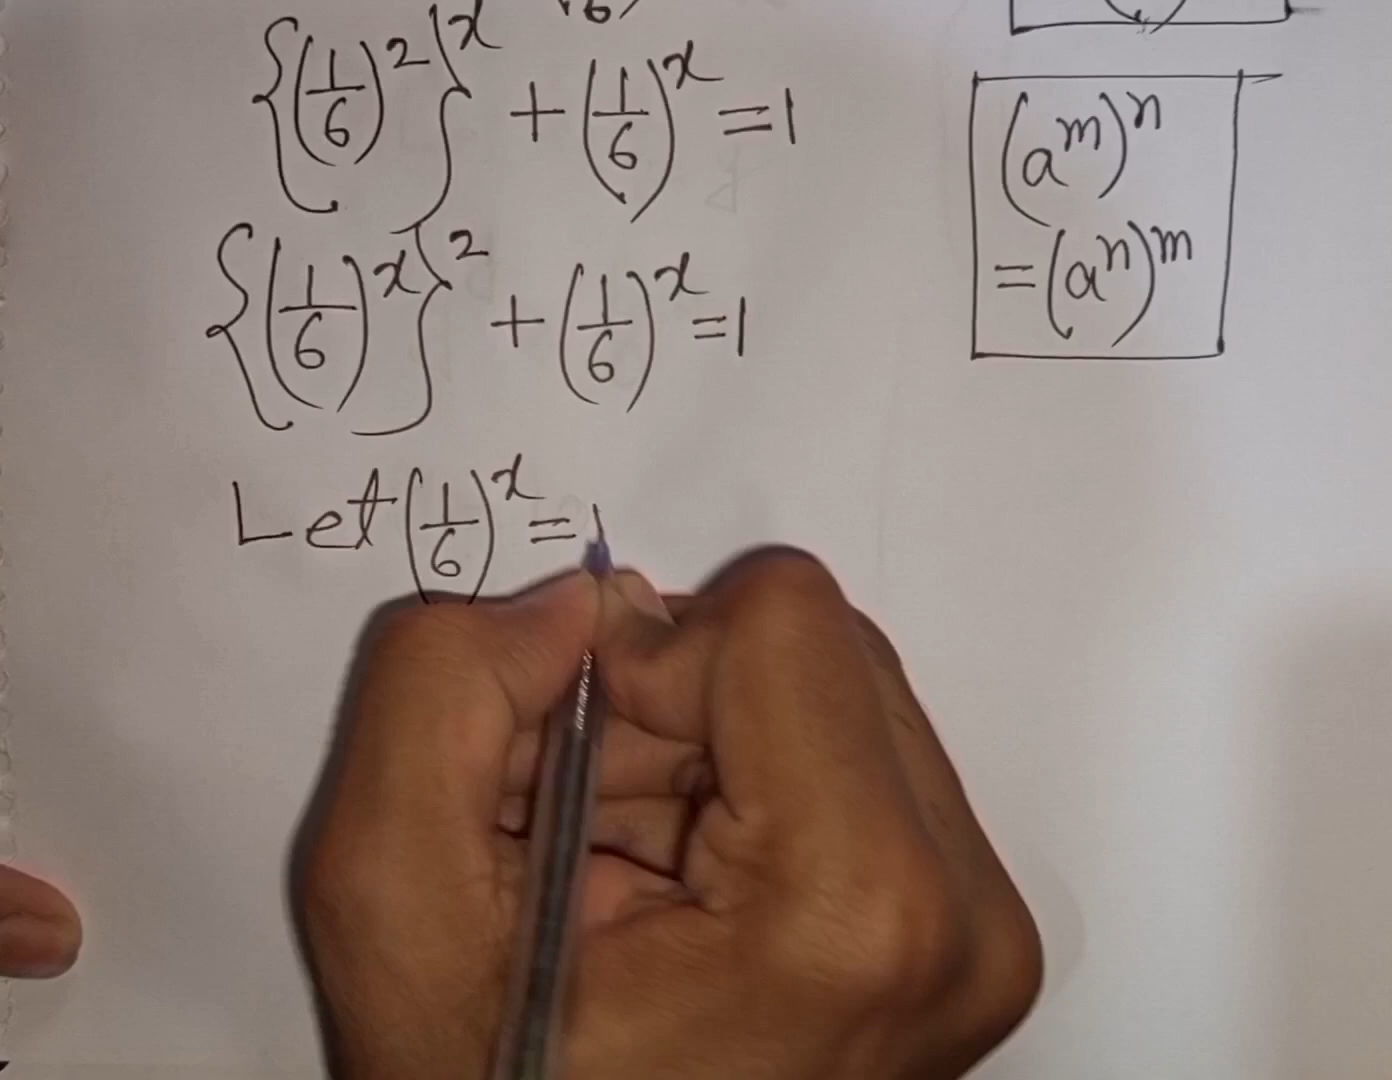 {(1/6)^2}^x + (1/6)^x = 1
{(1/6)^x}^2 + (1/6)^x = 1
Let (1/6)^x =
(a^m)^n
= (a^n)^m